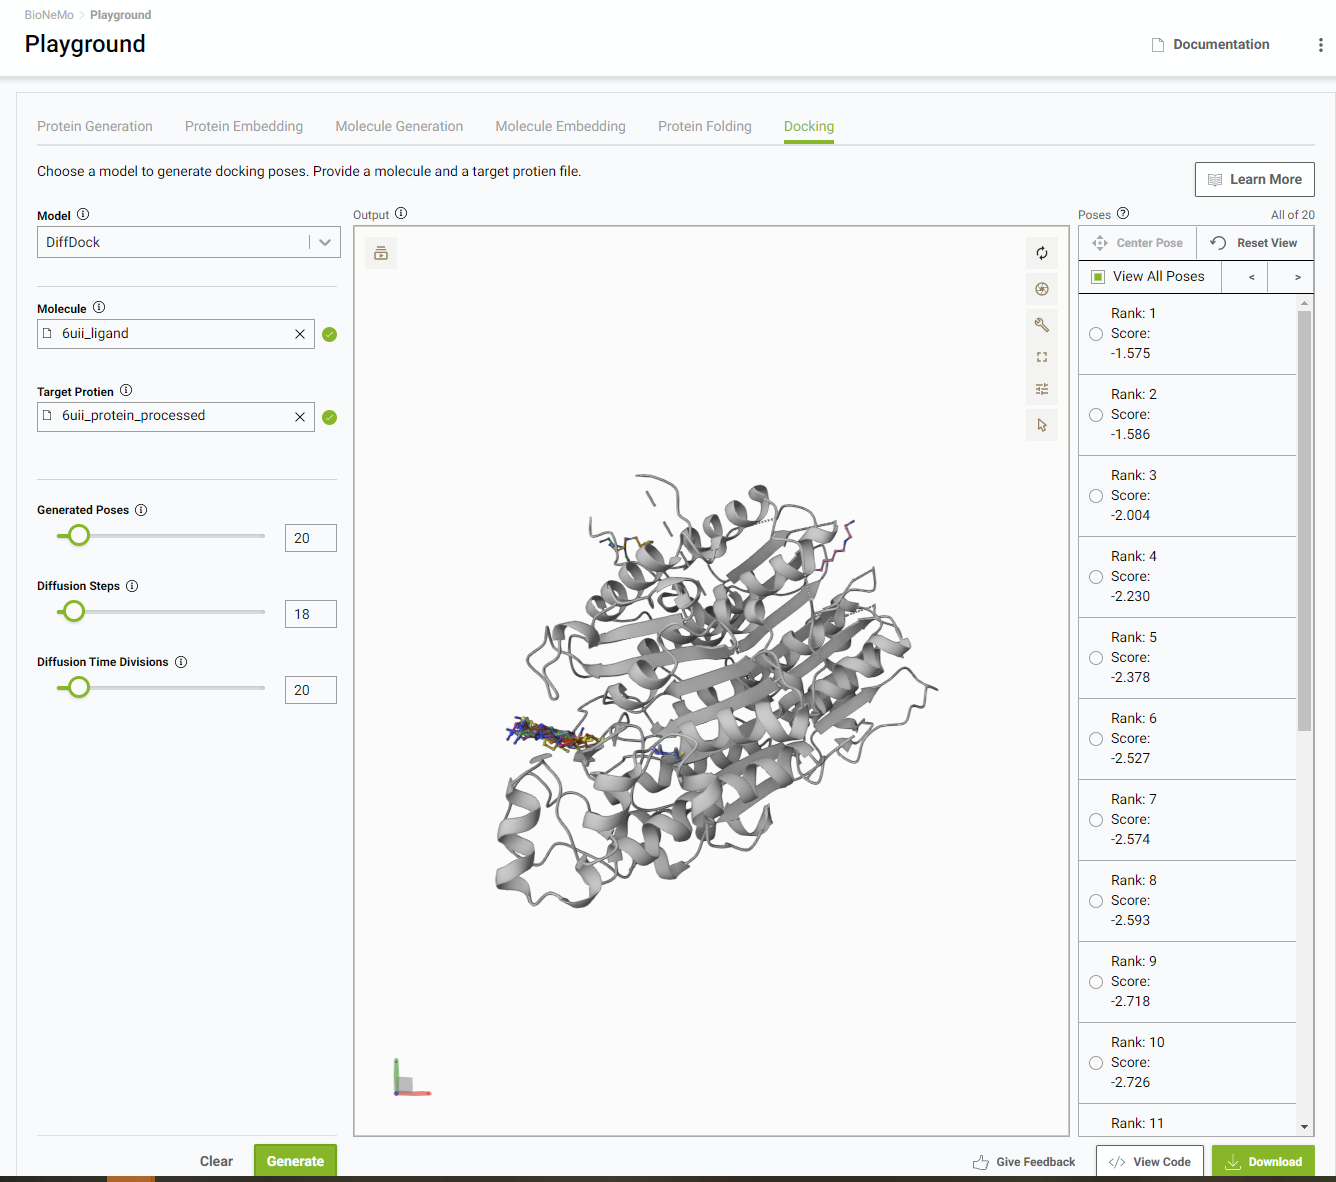 BioNeMo > Playground
Playground
Documentation
Protein Generation
Protein Embedding
Molecule Generation
Molecule Embedding
Protein Folding
Docking
Choose a model to generate docking poses. Provide a molecule and a target protien file.
Learn More
Model
DiffDock
Molecule
6uii_ligand
Target Protien
6uii_protein_processed
Generated Poses
20
Diffusion Steps
18
Diffusion Time Divisions
20
Clear
Generate
Output
Poses
All of 20
Center Pose
Reset View
View All Poses
<
>
Rank: 1
Score:
-1.575
Rank: 2
Score:
-1.586
Rank: 3
Score:
-2.004
Rank: 4
Score:
-2.230
Rank: 5
Score:
-2.378
Rank: 6
Score:
-2.527
Rank: 7
Score:
-2.574
Rank: 8
Score:
-2.593
Rank: 9
Score:
-2.718
Rank: 10
Score:
-2.726
Rank: 11
Give Feedback
View Code
Download